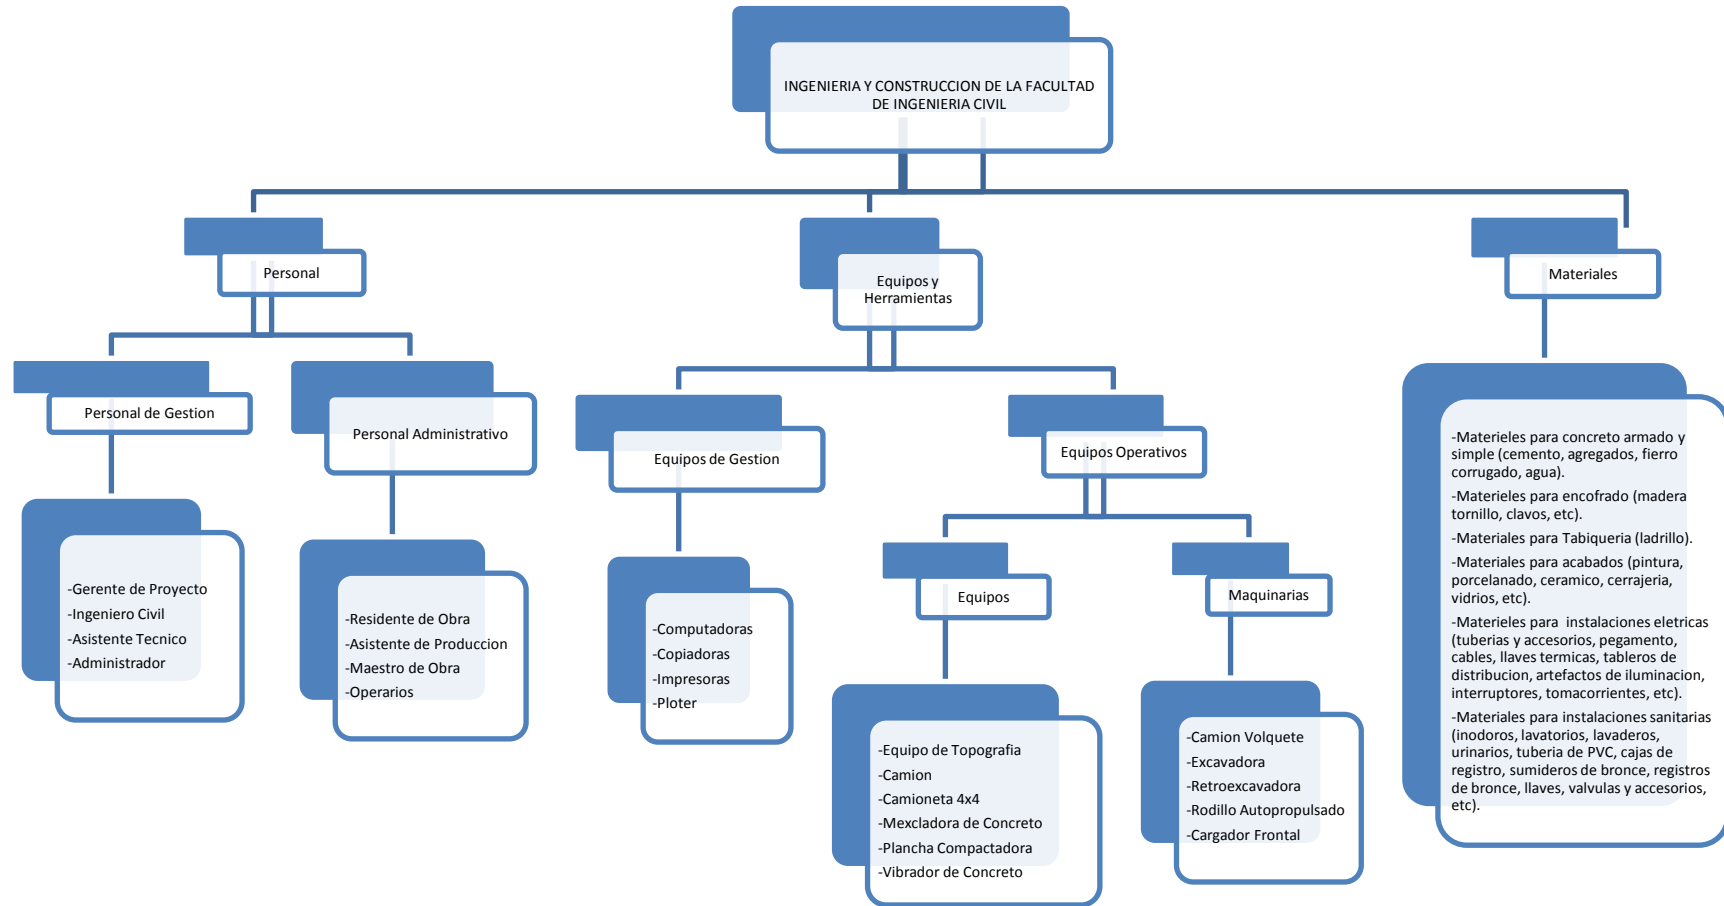 INGENIERIA Y CONSTRUCCION DE LA FACULTAD
DE INGENIERIA CIVIL
Personal
Equipos y
Herramientas
Materiales
Personal de Gestion
Personal Administrativo
Equipos de Gestion
Equipos Operativos
-Gerente de Proyecto
-Ingeniero Civil
-Asistente Tecnico
-Administrador
-Residente de Obra
-Asistente de Produccion
-Maestro de Obra
-Operarios
-Computadoras
-Copiadoras
-Impresoras
-Ploter
Equipos
Maquinarias
-Equipo de Topografia
-Camion
-Camioneta 4x4
-Mexcladora de Concreto
-Plancha Compactadora
-Vibrador de Concreto
-Camion Volquete
-Excavadora
-Retroexcavadora
-Rodillo Autopropulsado
-Cargador Frontal
-Materieles para concreto armado y
simple (cemento, agregados, fierro
corrugado, agua).
-Materieles para encofrado (madera
tornillo, clavos, etc).
-Materiales para Tabiqueria (ladrillo).
-Materiales para acabados (pintura,
porcelanado, ceramico, cerrajeria,
vidrios, etc).
-Materieles para instalaciones eletricas
(tuberias y accesorios, pegamento,
cables, llaves termicas, tableros de
distribucion, artefactos de iluminacion,
interruptores, tomacorrientes, etc).
-Materiales para instalaciones sanitarias
(inodoros, lavatorios, lavaderos,
urinarios, tuberia de PVC, cajas de
registro, sumideros de bronce, registros
de bronce, llaves, valvulas y accesorios,
etc).